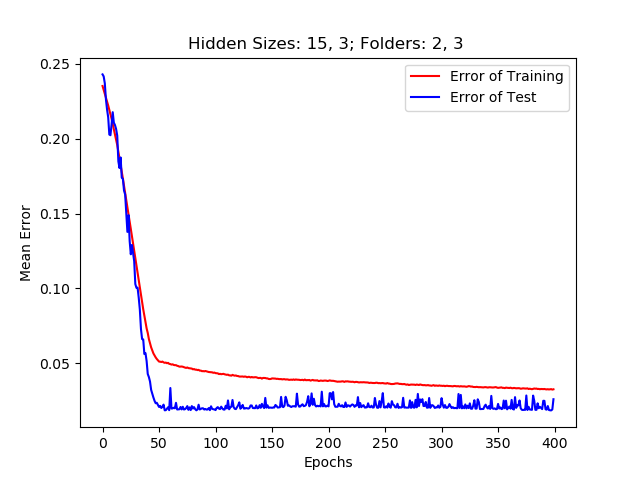 Hidden Sizes: 15, 3; Folders: 2, 3
0.25
Error of Training
Error of Test
0.20
0.15
Mean Error
0.10
0.05
0 50 100 150 200 250 300 350 400
Epochs